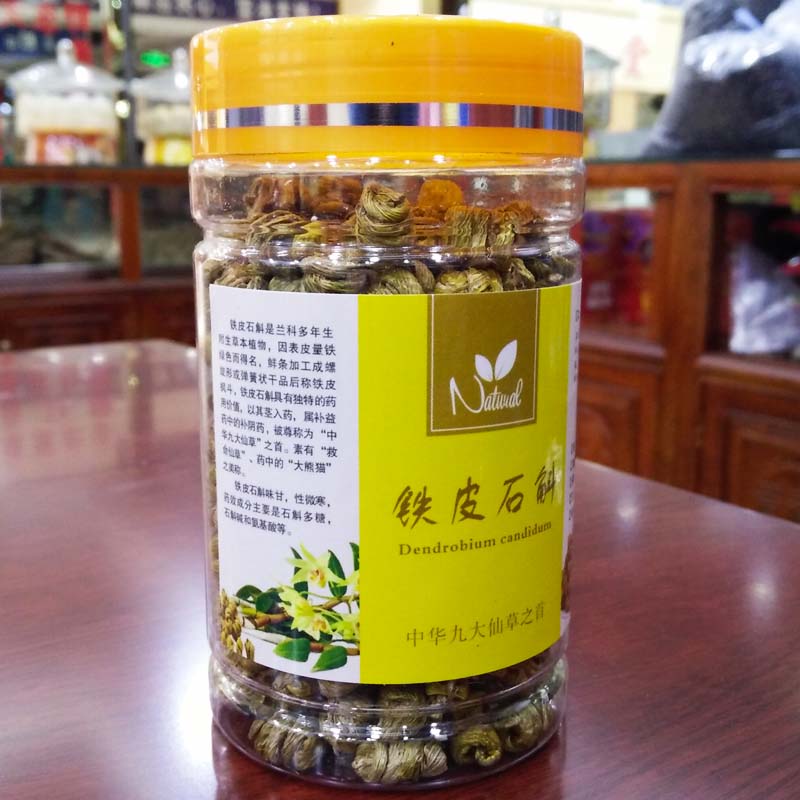 铁皮石斛是兰科多年生
附生草本植物，因表皮量铁
绿色而得名，鲜条加工成螺
旋形或弹簧状干品后称铁皮
枫斗，铁皮石斛具有独特的药
用价值，以其茎入药，属补益
药中的补阴药，被尊称为“中
华九大仙草”之首。素有“救
命仙草”、药中的“大熊猫”
之美称。
铁皮石斛味甘，性微寒，
药效成分主要是石斛多糖，
石斛碱和氨基酸等。
Natural
铁皮石斛
Dendrobium candidum
中华九大仙草之首